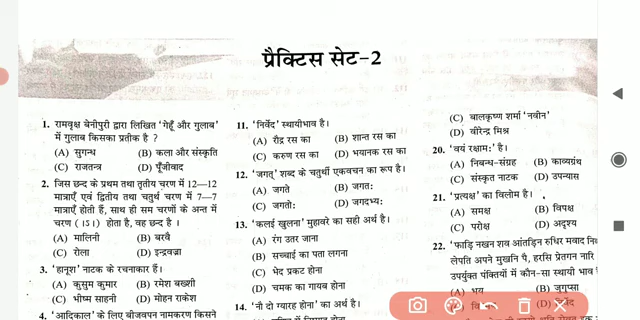 प्रैक्टिस सेट-2
1. रामवृक्ष बेनीपुरी द्वारा लिखित 'गेहूँ और गुलाब'
में गुलाब किसका प्रतीक है ?
(A) सुगन्ध (B) कला और संस्कृति
(C) राजतन्त्र (D) पूँजीवाद
2. जिस छन्द के प्रथम तथा तृतीय चरण में 12—12
मात्राएँ एवं द्वितीय तथा चतुर्थ चरण में 7—7
मात्राएँ होती हैं, साथ ही सम चरणों के अन्त में
चरण (ISI) होता है, वह छन्द है ।
(A) मालिनी (B) बरवै
(C) रोला (D) इन्द्रवज्रा
3. 'हानूश' नाटक के रचनाकार हैं।
(A) कुसुम कुमार (B) रमेश बख्शी
(C) भीष्म साहनी (D) मोहन राकेश
4. 'आदिकाल' के लिए बीजवपन नामकरण किसने
11. 'निर्वेद' स्थायीभाव है।
(A) रौद्र रस का (B) शान्त रस का
(C) करुण रस का (D) भयानक रस का
12. 'जगत्' शब्द के चतुर्थी एकवचन का रूप है।
(A) जगते (B) जगतः
(C) जगतोः (D) जगदभ्यः
13. 'कलई खुलना' मुहावरे का सही अर्थ है।
(A) रंग उतर जाना
(B) सच्चाई का पता लगना
(C) भेद प्रकट होना
(D) चमक का गायब होना
14. 'नौ दो ग्यारह होना' का अर्थ है।
(C) बालकृष्ण शर्मा 'नवीन'
(D) वीरेन्द्र मिश्र
20. 'वयं रक्षामः' है।
(A) निबन्ध-संग्रह (B) काव्यग्रंथ
(C) संस्कृत नाटक (D) उपन्यास
21. 'प्रत्यक्ष' का विलोम है।
(A) समक्ष (B) विपक्ष
(C) परोक्ष (D) अदृश्य
22. 'फाड़ि नखन शव आंतड़िन रुधिर मवाद
लेपति अपने मुखनि पै, हरसि प्रेतगन नारि
उपर्युक्त पंक्तियों में कौन-सा स्थायी भाव
(A) भय (B) जुगुप्सा